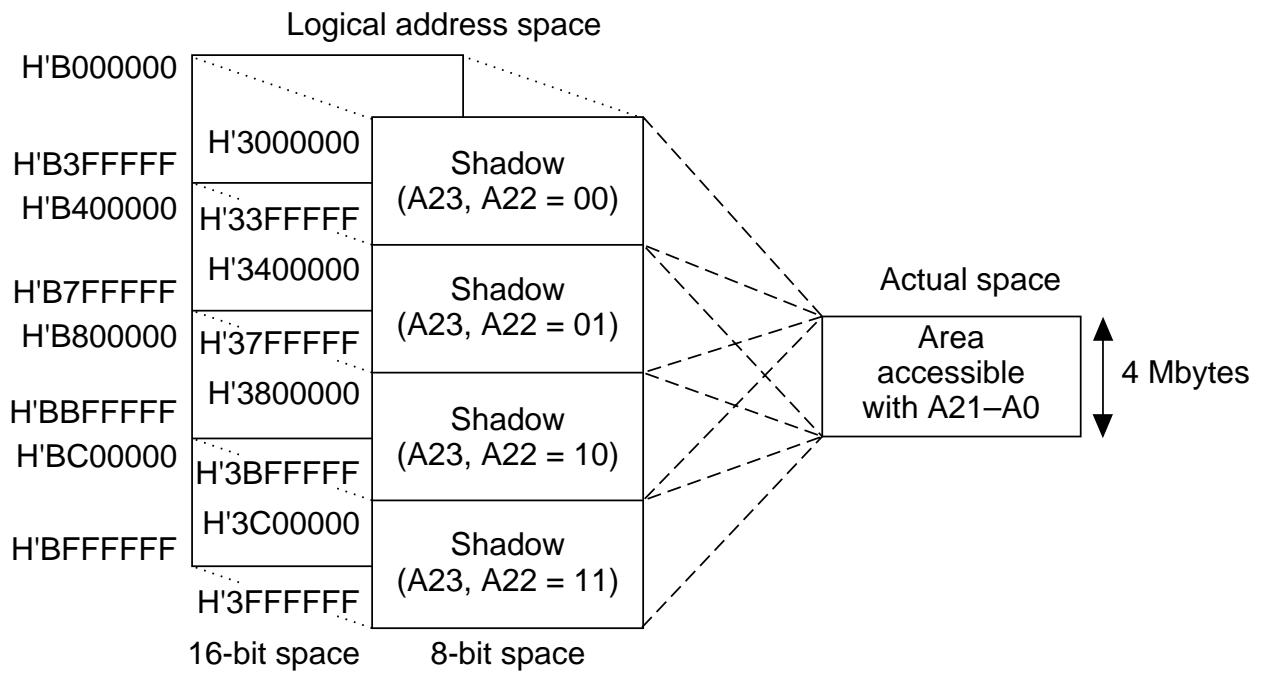 Logical address space
H'B000000
H'B3FFFFF
H'B400000
H'B7FFFFF
H'B800000
H'BBFFFFF
H'BC00000
H'BFFFFFF
H'3000000
H'33FFFFF
H'3400000
H'37FFFFF
H'3800000
H'3BFFFFF
H'3C00000
H'3FFFFFF
Shadow
(A23, A22 = 00)
Shadow
(A23, A22 = 01)
Shadow
(A23, A22 = 10)
Shadow
(A23, A22 = 11)
16-bit space
8-bit space
Actual space
Area
accessible
with A21–A0
4 Mbytes